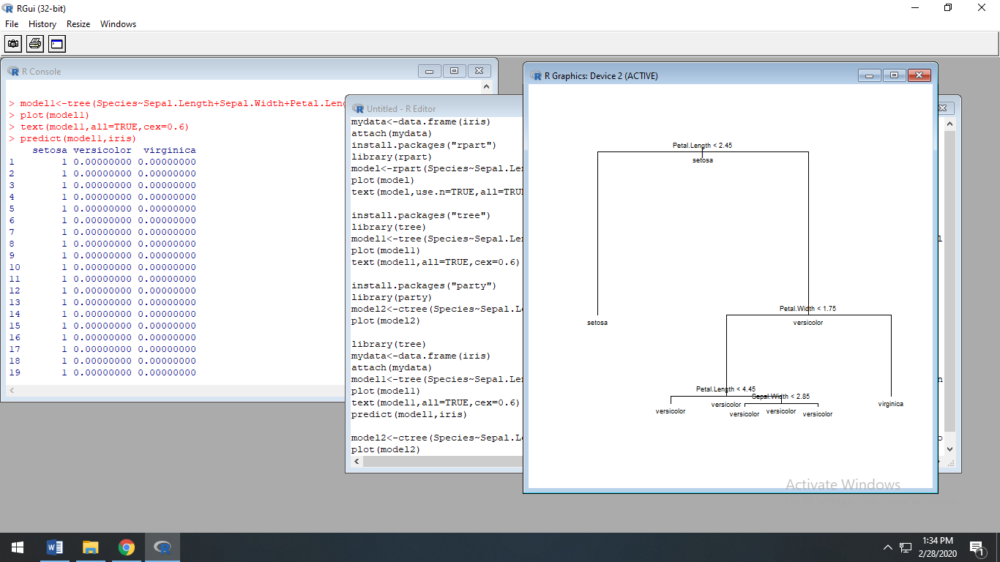 RGui (32-bit)
File History Resize Windows
R Console
> model1<-tree(Species~Sepal.Length+Sepal.Width+Petal.Leng
> plot(model1)
> text(model1,all=TRUE,cex=0.6)
> predict(model1,iris)
setosa versicolor virginica
1 1 0.00000000 0.00000000
2 1 0.00000000 0.00000000
3 1 0.00000000 0.00000000
4 1 0.00000000 0.00000000
5 1 0.00000000 0.00000000
6 1 0.00000000 0.00000000
7 1 0.00000000 0.00000000
8 1 0.00000000 0.00000000
9 1 0.00000000 0.00000000
10 1 0.00000000 0.00000000
11 1 0.00000000 0.00000000
12 1 0.00000000 0.00000000
13 1 0.00000000 0.00000000
14 1 0.00000000 0.00000000
15 1 0.00000000 0.00000000
16 1 0.00000000 0.00000000
17 1 0.00000000 0.00000000
18 1 0.00000000 0.00000000
19 1 0.00000000 0.00000000
Untitled - R Editor
mydata<-data.frame(iris)
attach(mydata)
install.packages("rpart")
library(rpart)
model<-rpart(Species~Sepal.Le
plot(model)
text(model,use.n=TRUE,all=TRU
install.packages("tree")
library(tree)
model1<-tree(Species~Sepal.Le
plot(model1)
text(model1,all=TRUE,cex=0.6)
install.packages("party")
library(party)
model2<-ctree(Species~Sepal.L
plot(model2)
library(tree)
mydata<-data.frame(iris)
attach(mydata)
model1<-tree(Species~Sepal.Le
plot(model1)
text(model1,all=TRUE,cex=0.6)
predict(model1,iris)
model2<-ctree(Species~Sepal.L
plot(model2)
R Graphics: Device 2 (ACTIVE)
Petal.Length < 2.45
setosa
Petal.Width < 1.75
setosa
versicolor
Petal.Length < 4.45
Sepal.Width < 2.85
versicolor
virginica
versicolor
versicolor
versicolor
versicolor
Activate Windows
1:34 PM
2/28/2020
1